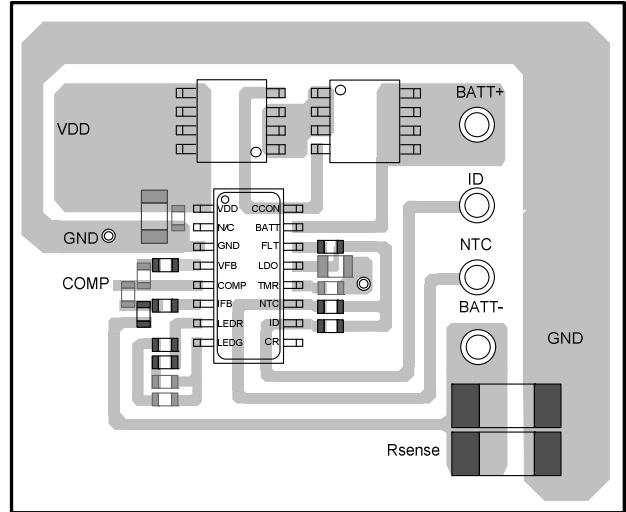 VDD
BATT+
ID
NTC
BATT-
GND
COMP
GND
Rsense
VDD CCON
N/C BATT
GND FLT
VFB LDO
COMP TMR
IFB NTC
LEDR ID
LEDG CR